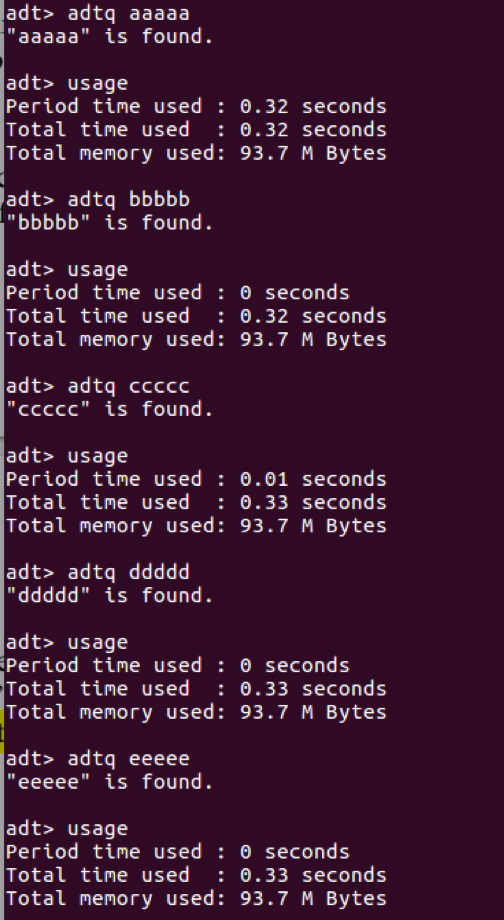 adt> adtq aaaaa
"aaaaa" is found.
adt> usage
Period time used : 0.32 seconds
Total time used  : 0.32 seconds
Total memory used: 93.7 M Bytes
adt> adtq bbbbb
"bbbbb" is found.
adt> usage
Period time used : 0 seconds
Total time used  : 0.32 seconds
Total memory used: 93.7 M Bytes
adt> adtq ccccc
"ccccc" is found.
adt> usage
Period time used : 0.01 seconds
Total time used  : 0.33 seconds
Total memory used: 93.7 M Bytes
adt> adtq ddddd
"ddddd" is found.
adt> usage
Period time used : 0 seconds
Total time used  : 0.33 seconds
Total memory used: 93.7 M Bytes
adt> adtq eeeee
"eeeee" is found.
adt> usage
Period time used : 0 seconds
Total time used  : 0.33 seconds
Total memory used: 93.7 M Bytes